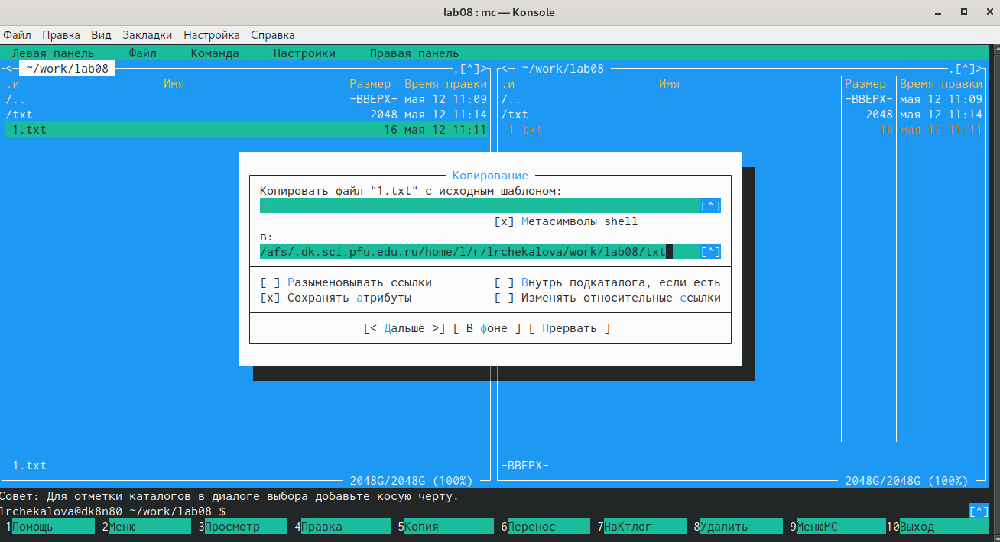 lab08 : mc — Konsole
Файл Правка Вид Закладки Настройка Справка
Левая панель Файл Команда Настройки Правая панель
<─ ~/work/lab08 .[^]> <─ ~/work/lab08 .[^]>
.и Имя Размер Время правки .и Имя Размер Время правки
/.. -ВВЕРХ- мая 12 11:09 /.. -ВВЕРХ- мая 12 11:09
/txt 2048 мая 12 11:14 /txt 2048 мая 12 11:14
1.txt 16 мая 12 11:11 1.txt 16 мая 12 11:11
Копирование
Копировать файл "1.txt" с исходным шаблоном:
[^]
[x] Метасимволы shell
в:
/afs/.dk.sci.pfu.edu.ru/home/l/r/lrchekalova/work/lab08/txt [^]
[ ] Разыменовывать ссылки [ ] Внутрь подкаталога, если есть
[x] Сохранять атрибуты [ ] Изменять относительные ссылки
[< Дальше >] [ В фоне ] [ Прервать ]
1.txt -ВВЕРХ-
2048G/2048G (100%) 2048G/2048G (100%)
Совет: Для отметки каталогов в диалоге выбора добавьте косую черту.
lrchekalova@dk8n80 ~/work/lab08 $ [^]
1Помощь 2Меню 3Просмотр 4Правка 5Копия 6Перенос 7НвКтлог 8Удалить 9МенюMC 10Выход